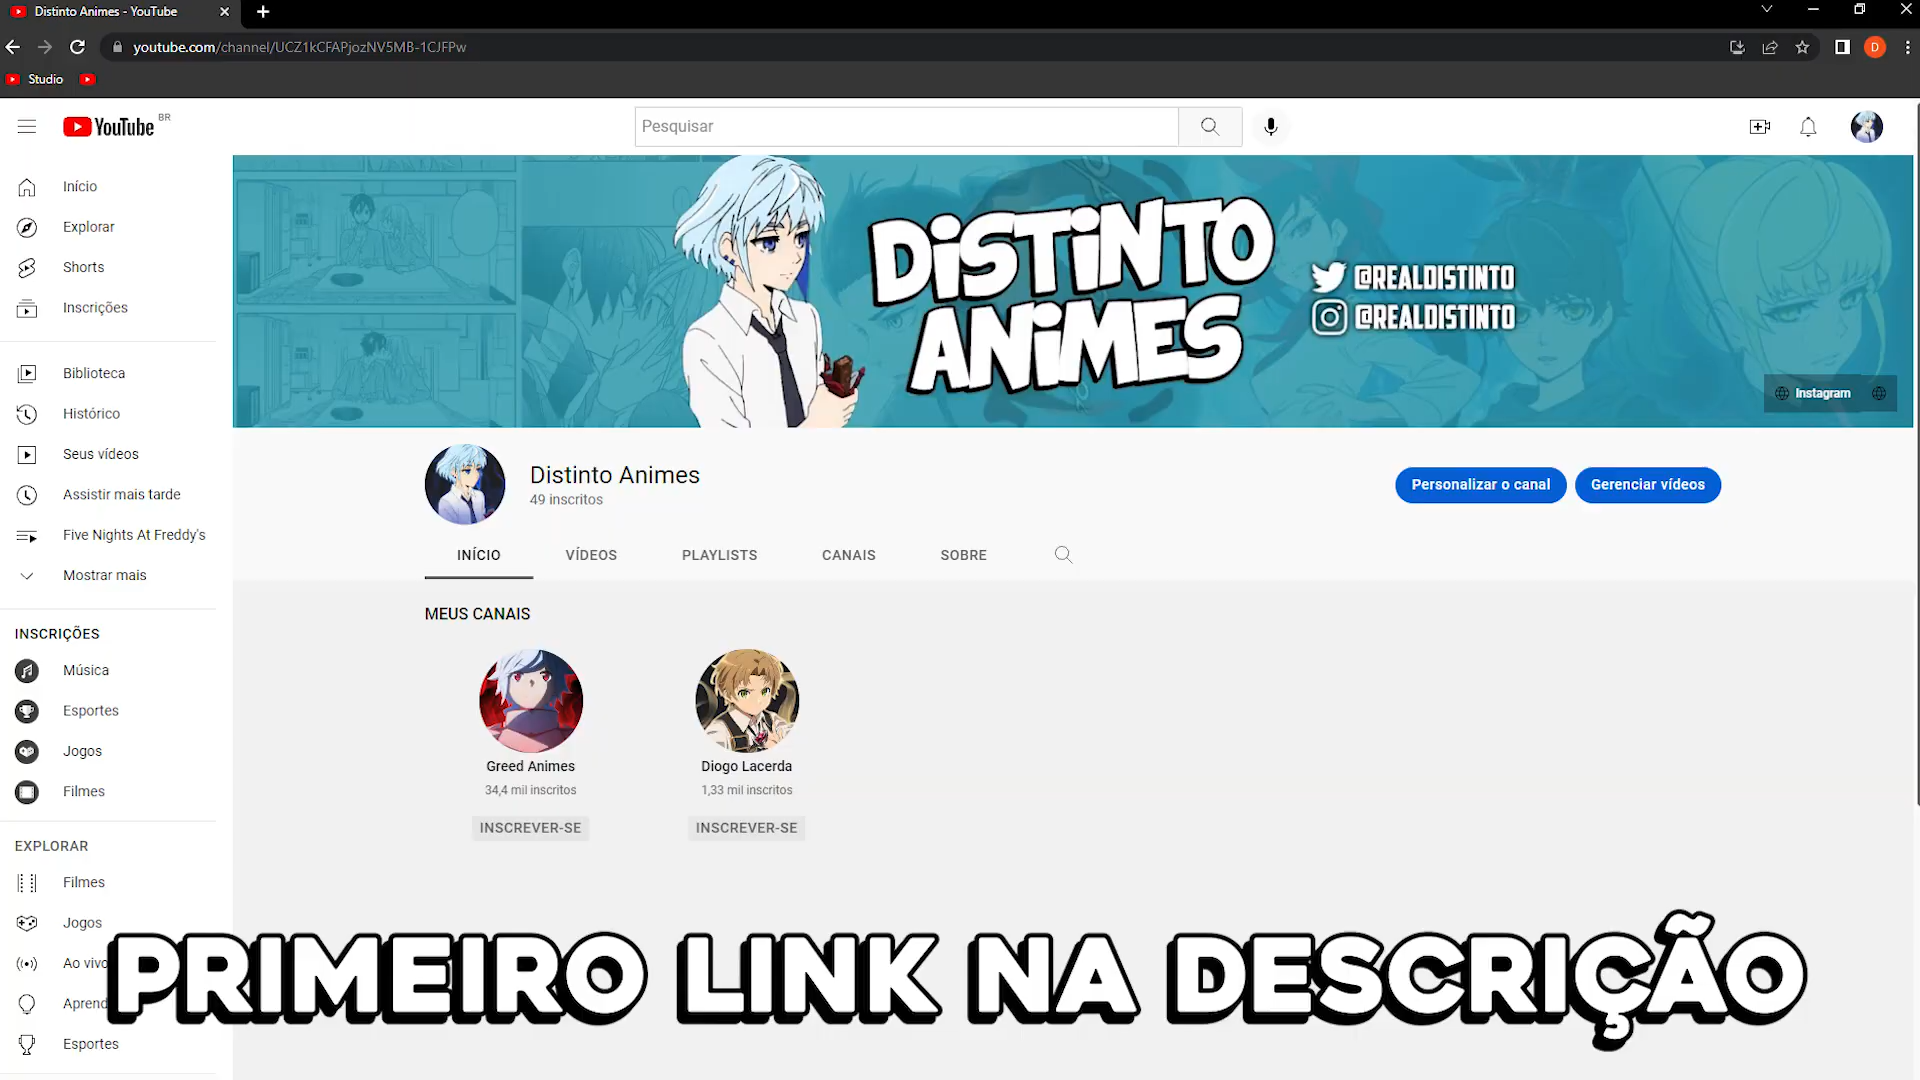 Distinto Animes - YouTube
youtube.com/channel/UCZ1kCFAPjozNV5MB-1CJFPw
D
Studio
YouTube BR
Pesquisar
Início
Explorar
Shorts
Inscrições
Biblioteca
Histórico
Seus vídeos
Assistir mais tarde
Five Nights At Freddy's
Mostrar mais
INSCRIÇÕES
Música
Esportes
Jogos
Filmes
EXPLORAR
Filmes
Jogos
Ao vivo
Aprend
Esportes
DISTINTO
ANIMES
@REALDISTINTO
@REALDISTINTO
Instagram
Distinto Animes
49 inscritos
Personalizar o canal
Gerenciar vídeos
INÍCIO
VÍDEOS
PLAYLISTS
CANAIS
SOBRE
MEUS CANAIS
Greed Animes
34,4 mil inscritos
INSCREVER-SE
Diogo Lacerda
1,33 mil inscritos
INSCREVER-SE
PRIMEIRO LINK NA DESCRIÇÃO